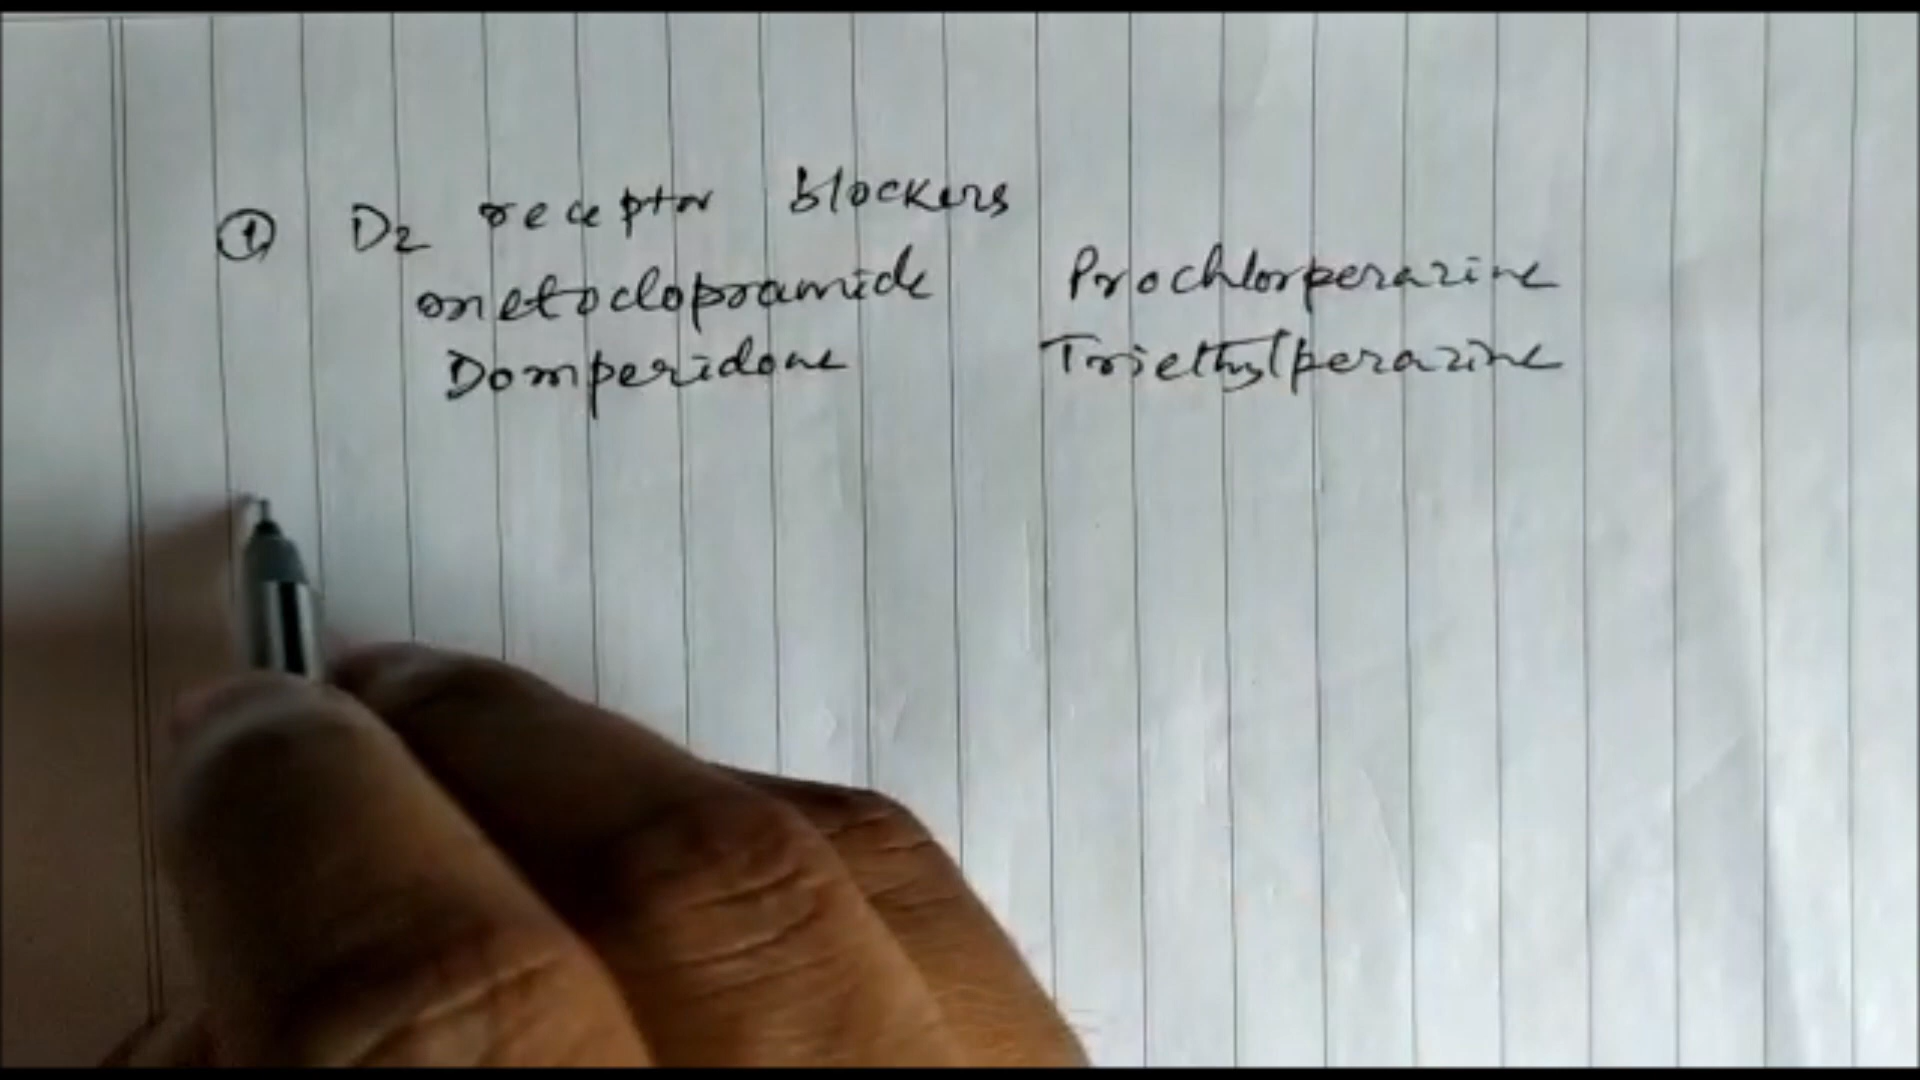 ① D2 receptor blockers
metoclopramide
Domperidone
Prochlorperazine
Triethylperazine